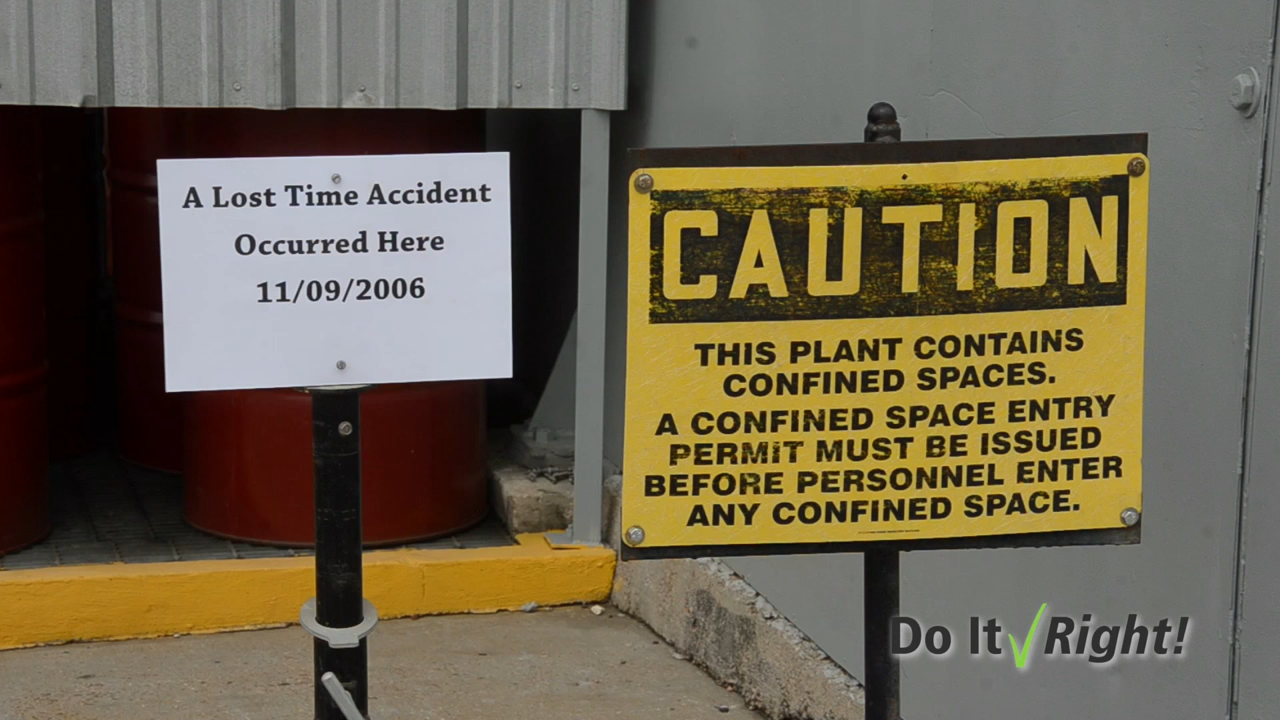 A Lost Time Accident
Occurred Here
11/09/2006
CAUTION
THIS PLANT CONTAINS
CONFINED SPACES.
A CONFINED SPACE ENTRY
PERMIT MUST BE ISSUED
BEFORE PERSONNEL ENTER
ANY CONFINED SPACE.
Do It Right!